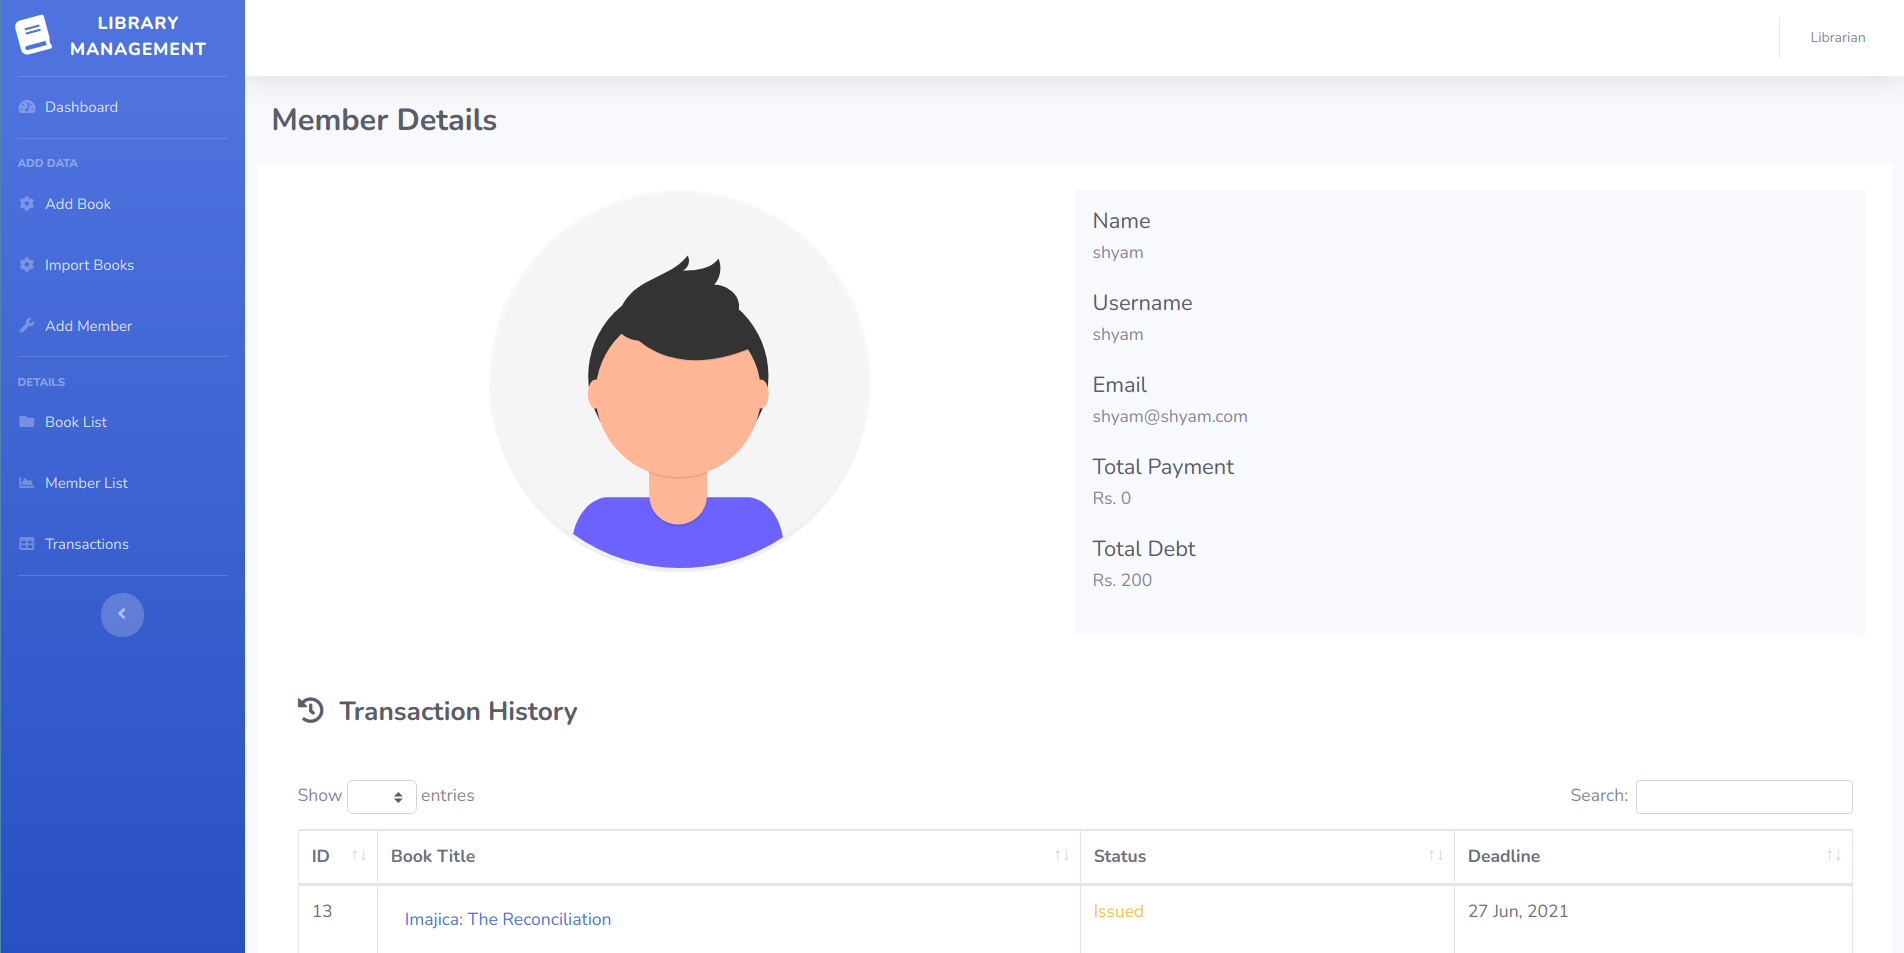 LIBRARY
MANAGEMENT
Librarian
Dashboard
ADD DATA
Add Book
Import Books
Add Member
DETAILS
Book List
Member List
Transactions
Member Details
Name
shyam
Username
shyam
Email
shyam@shyam.com
Total Payment
Rs. 0
Total Debt
Rs. 200
Transaction History
Show entries
Search:
ID Book Title Status Deadline
13 Imajica: The Reconciliation Issued 27 Jun, 2021